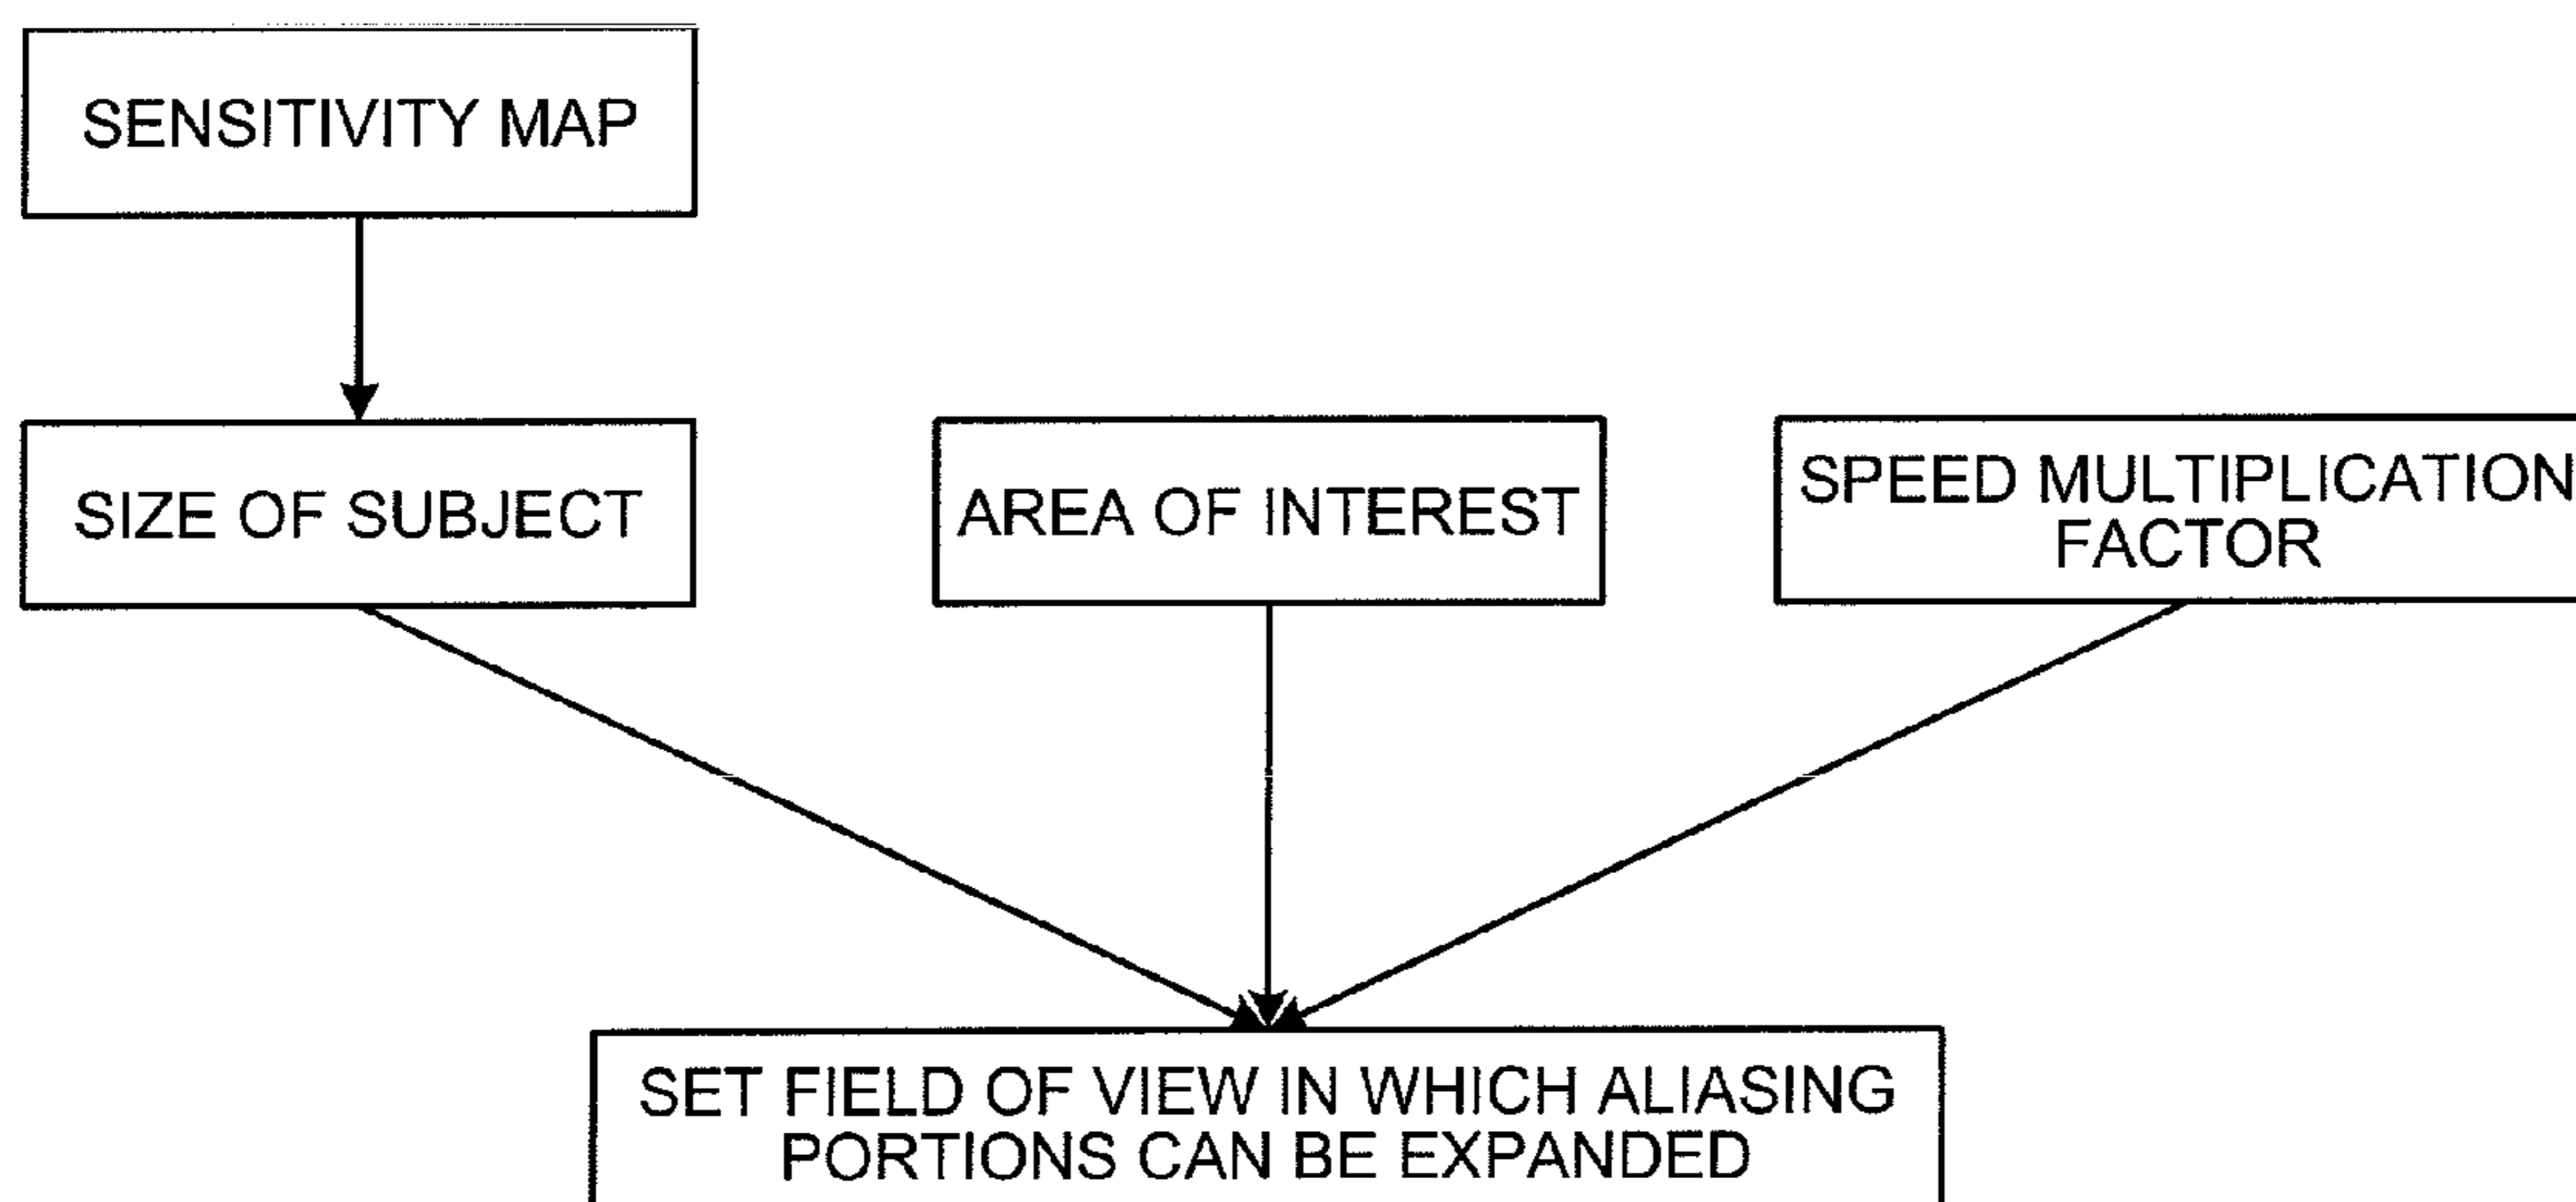 SENSITIVITY MAP
SIZE OF SUBJECT
AREA OF INTEREST
SPEED MULTIPLICATION
FACTOR
SET FIELD OF VIEW IN WHICH ALIASING
PORTIONS CAN BE EXPANDED